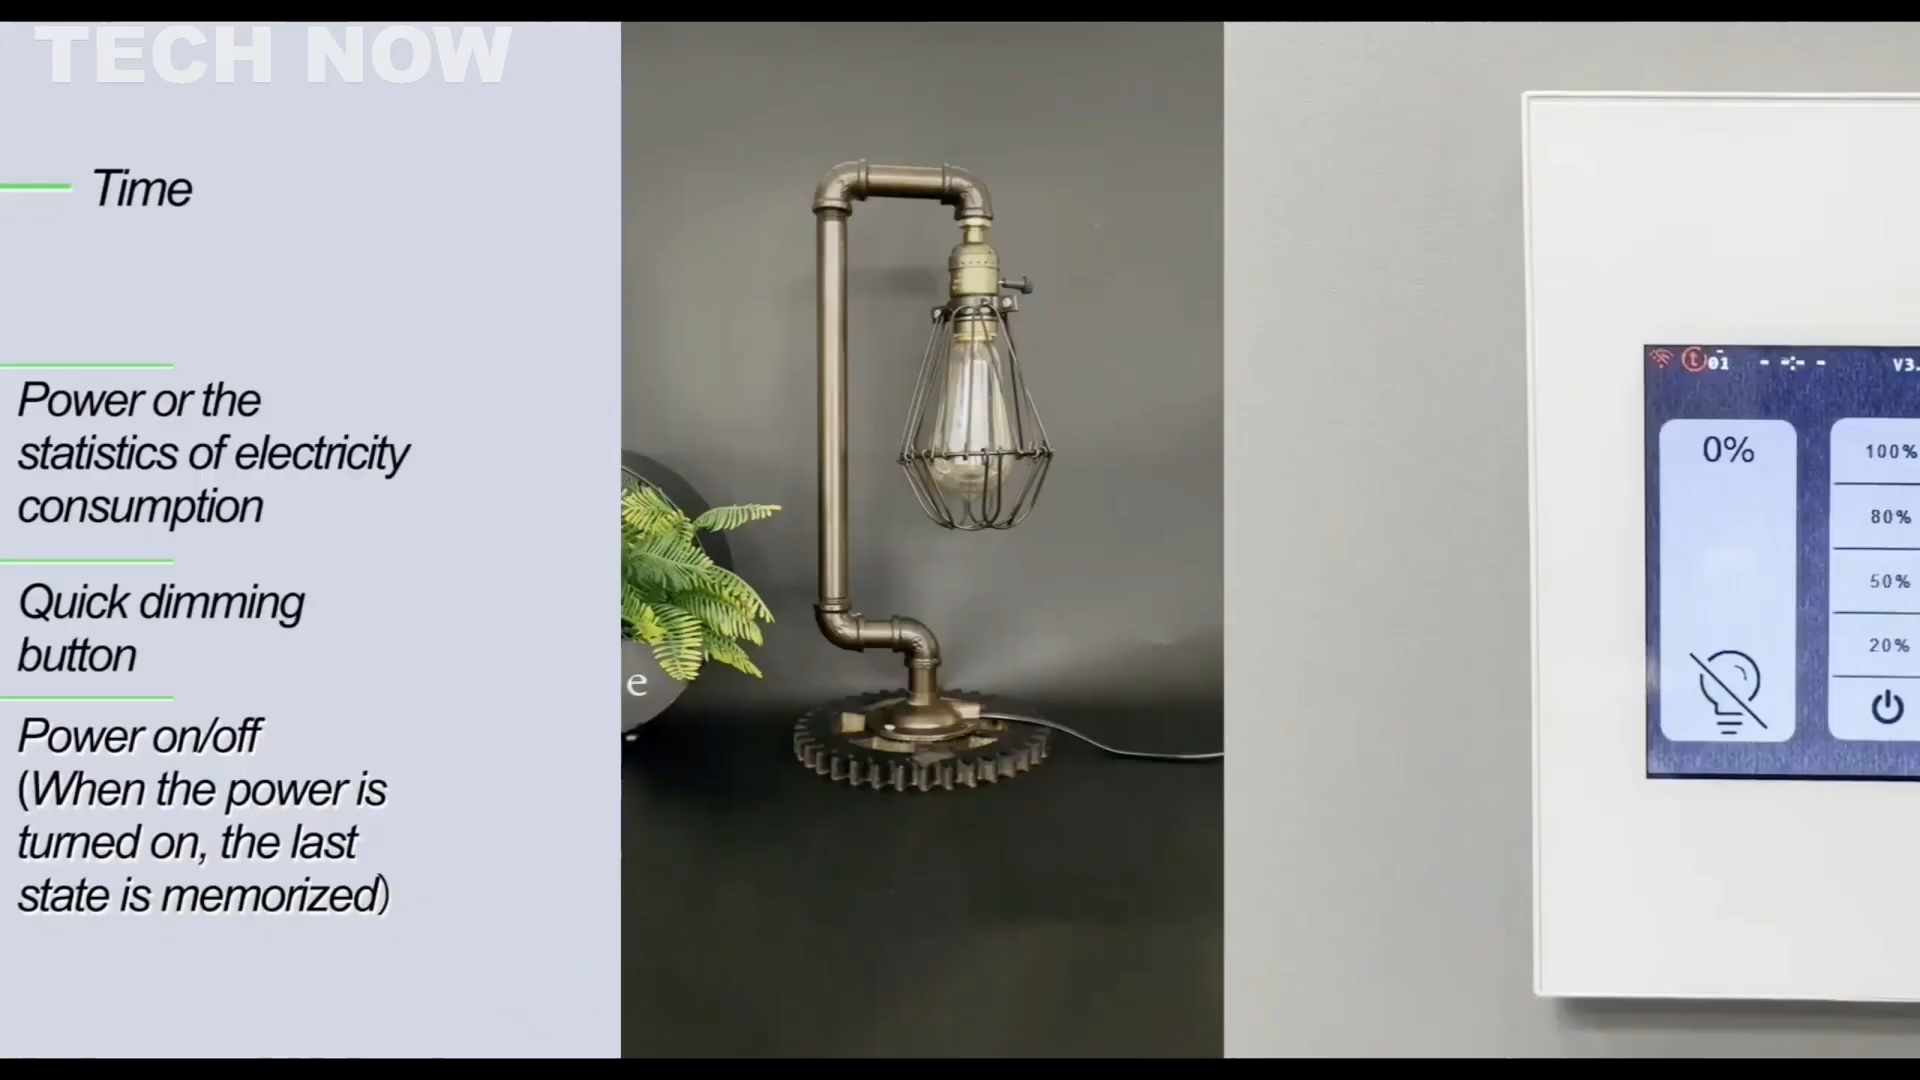 TECH NOW
Time
Power or the
statistics of electricity
consumption
Quick dimming
button
Power on/off
(When the power is
turned on, the last
state is memorized)
e
01 - -:- - V3.
0%
100%
80%
50%
20%